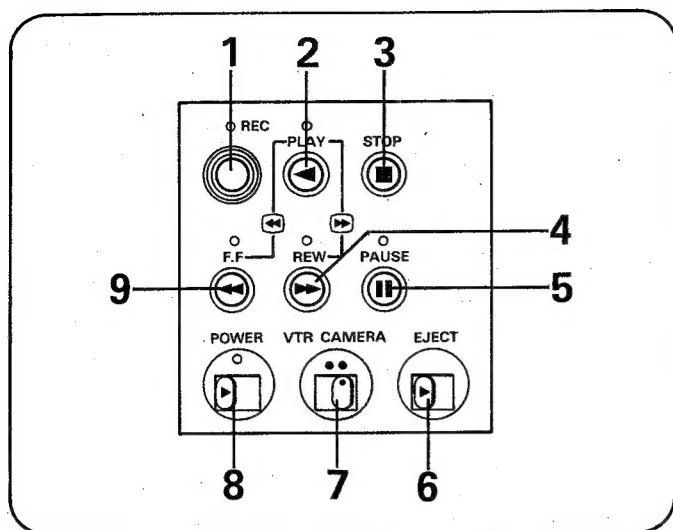 1 2 3
REC PLAY STOP
4
F.F REW PAUSE
9 5
POWER VTR CAMERA EJECT
8 7 6